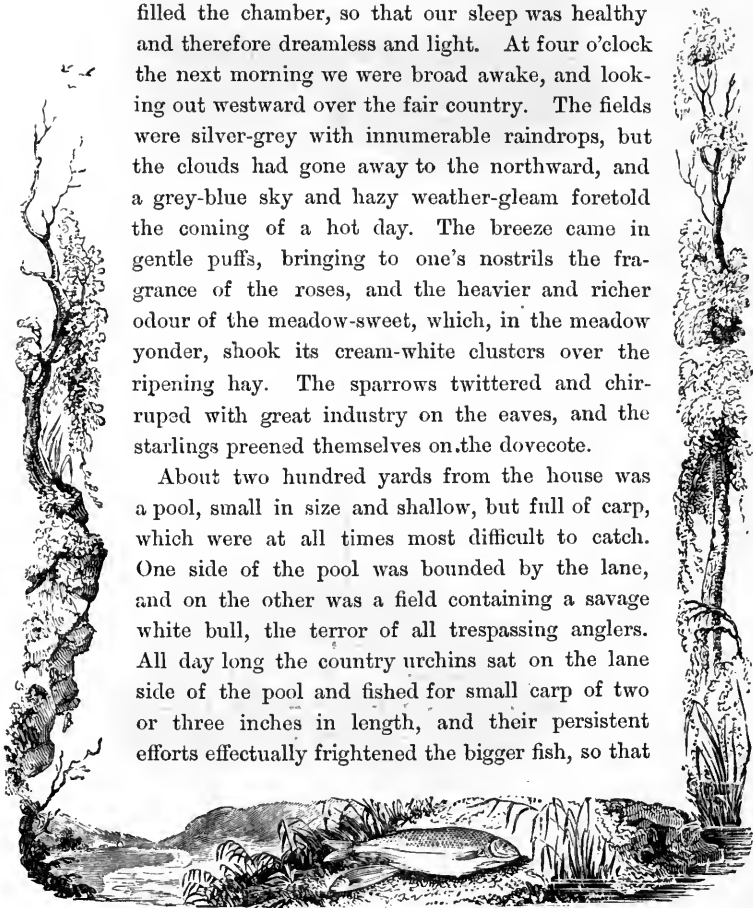 filled the chamber, so that our sleep was healthy
and therefore dreamless and light. At four o'clock
the next morning we were broad awake, and look-
ing out westward over the fair country. The fields
were silver-grey with innumerable raindrops, but
the clouds had gone away to the northward, and
a grey-blue sky and hazy weather-gleam foretold
the coming of a hot day. The breeze came in
gentle puffs, bringing to one's nostrils the fra-
grance of the roses, and the heavier and richer
odour of the meadow-sweet, which, in the meadow
yonder, shook its cream-white clusters over the
ripening hay. The sparrows twittered and chir-
ruped with great industry on the eaves, and the
starlings preened themselves on the dovecote.
About two hundred yards from the house was
a pool, small in size and shallow, but full of carp,
which were at all times most difficult to catch.
One side of the pool was bounded by the lane,
and on the other was a field containing a savage
white bull, the terror of all trespassing anglers.
All day long the country urchins sat on the lane
side of the pool and fished for small carp of two
or three inches in length, and their persistent
efforts effectually frightened the bigger fish, so that